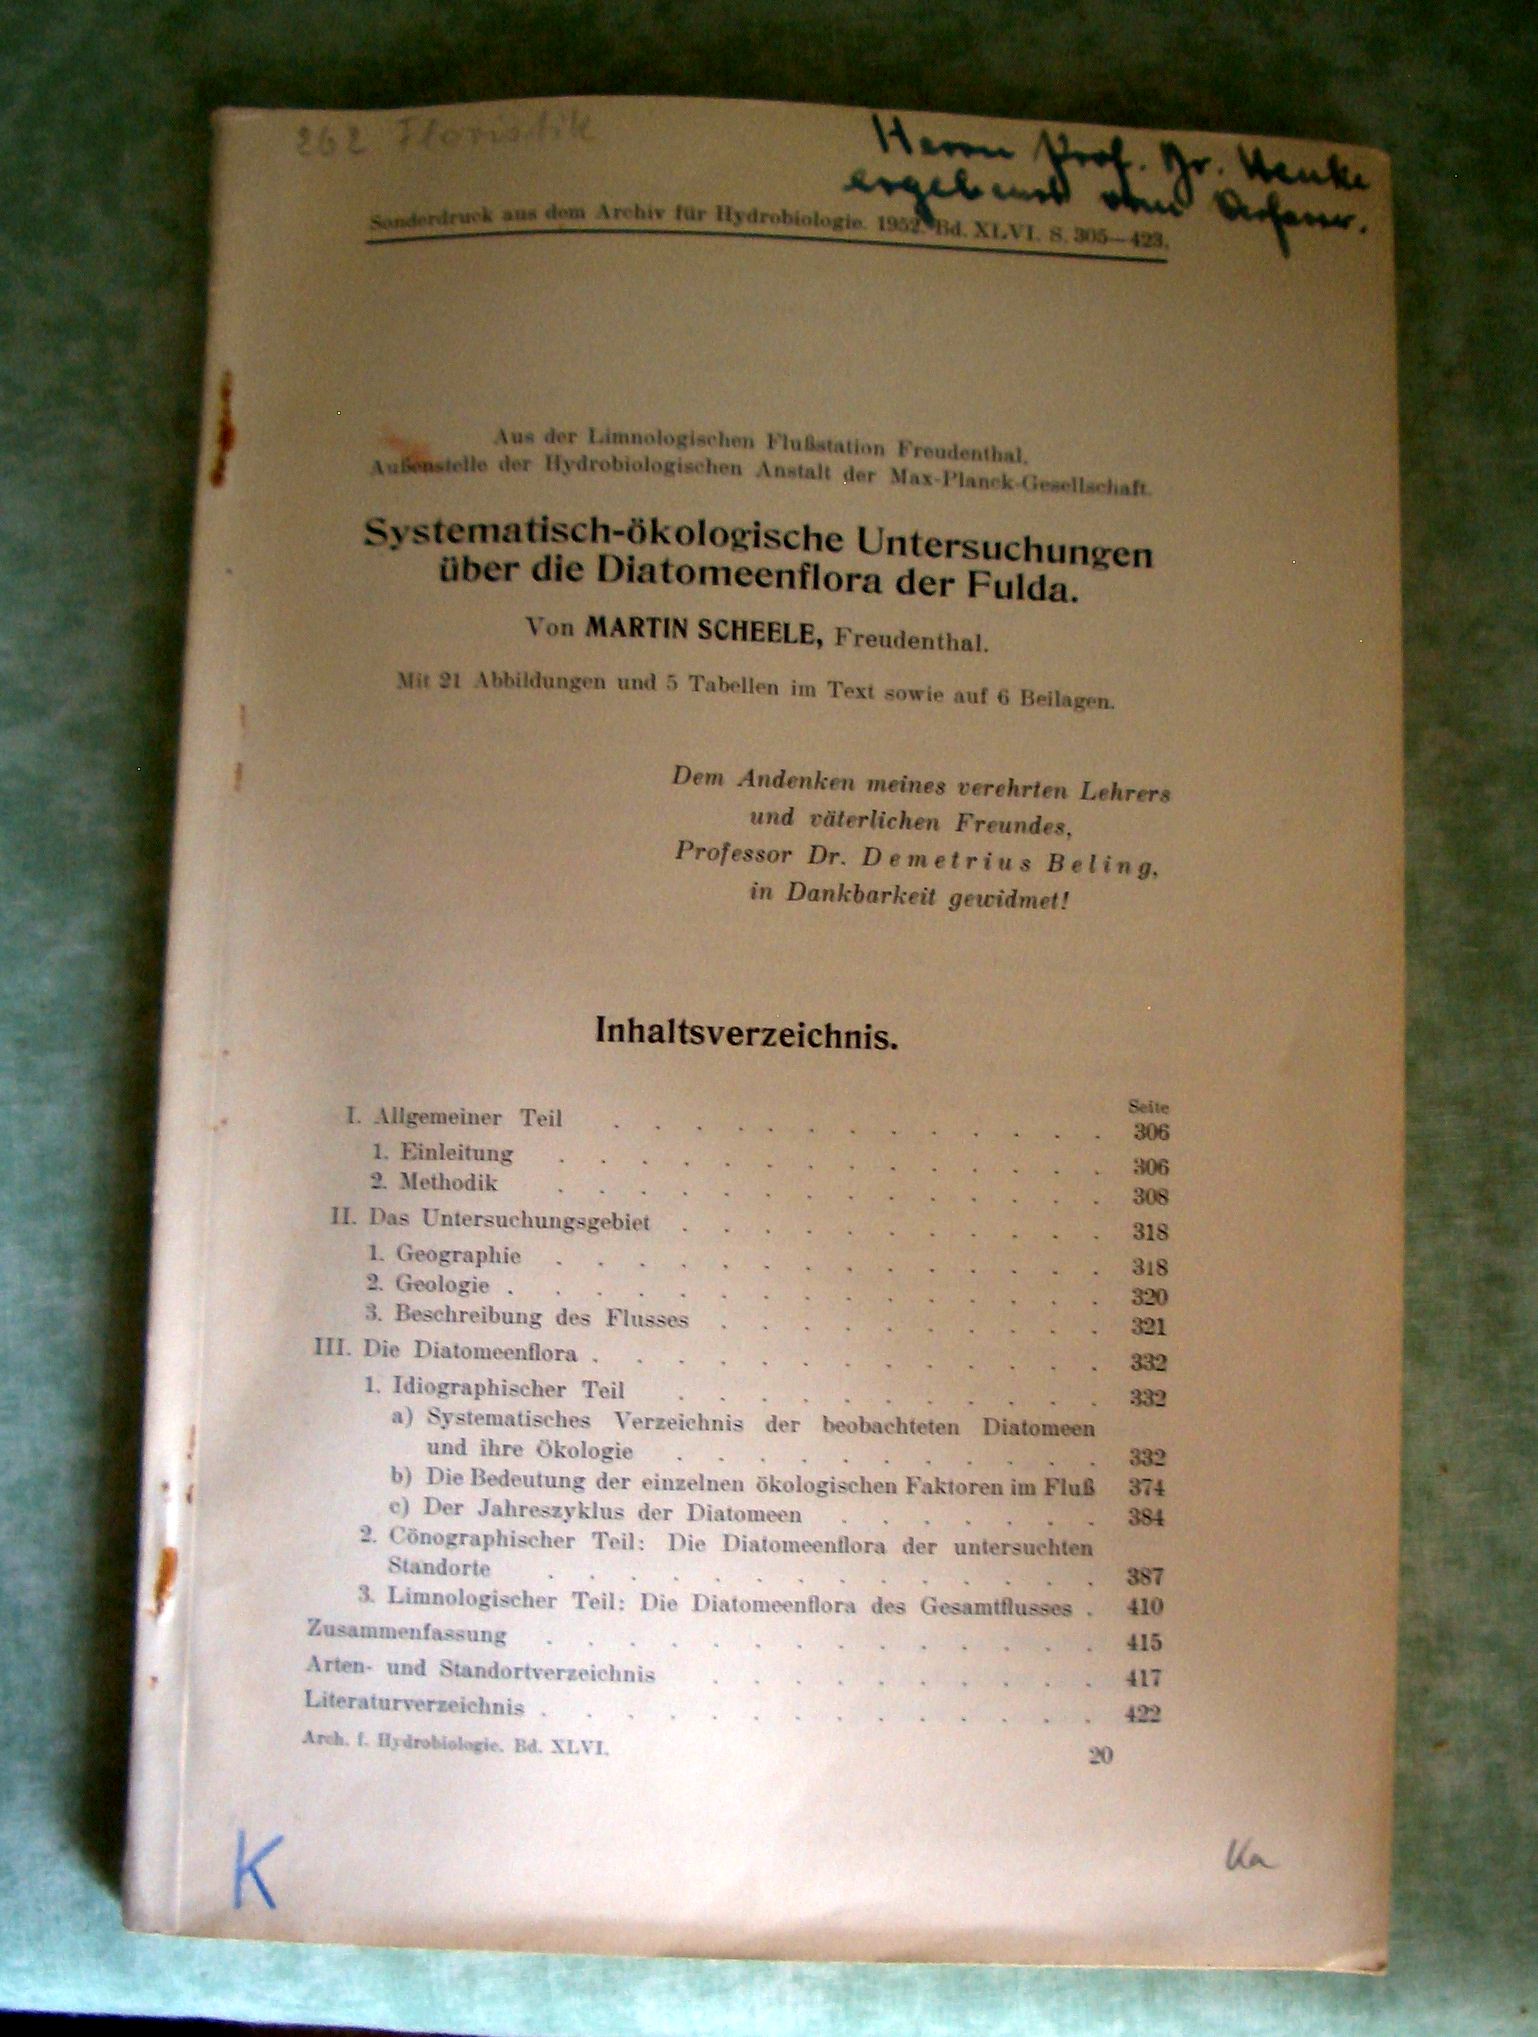 262 Floristik
Herrn Prof. Dr. Henke
ergebenst vom Verfasser.
Sonderdruck aus dem Archiv für Hydrobiologie. 1952. Bd. XLVI. S. 305—423.
Aus der Limnologischen Flußstation Freudenthal.
Außenstelle der Hydrobiologischen Anstalt der Max-Planck-Gesellschaft.
Systematisch-ökologische Untersuchungen
über die Diatomeenflora der Fulda.
Von MARTIN SCHEELE, Freudenthal.
Mit 21 Abbildungen und 5 Tabellen im Text sowie auf 6 Beilagen.
Dem Andenken meines verehrten Lehrers
und väterlichen Freundes,
Professor Dr. Demetrius Beling,
in Dankbarkeit gewidmet!
Inhaltsverzeichnis.
Seite
I. Allgemeiner Teil . . . . . . . . . . . . . 306
1. Einleitung . . . . . . . . . . . . . . 306
2. Methodik . . . . . . . . . . . . . . 308
II. Das Untersuchungsgebiet . . . . . . . . . . . 318
1. Geographie . . . . . . . . . . . . . . 318
2. Geologie . . . . . . . . . . . . . . . 320
3. Beschreibung des Flusses . . . . . . . . . . 321
III. Die Diatomeenflora . . . . . . . . . . . . . 332
1. Idiographischer Teil . . . . . . . . . . . 332
a) Systematisches Verzeichnis der beobachteten Diatomeen
und ihre Ökologie . . . . . . . . . . . 332
b) Die Bedeutung der einzelnen ökologischen Faktoren im Fluß 374
c) Der Jahreszyklus der Diatomeen . . . . . . . 384
2. Cönographischer Teil: Die Diatomeenflora der untersuchten
Standorte . . . . . . . . . . . . . . 387
3. Limnologischer Teil: Die Diatomeenflora des Gesamtflusses . 410
Zusammenfassung . . . . . . . . . . . . . . 415
Arten- und Standortverzeichnis . . . . . . . . . . 417
Literaturverzeichnis . . . . . . . . . . . . . . 422
Arch. f. Hydrobiologie. Bd. XLVI. 20
K
Ka